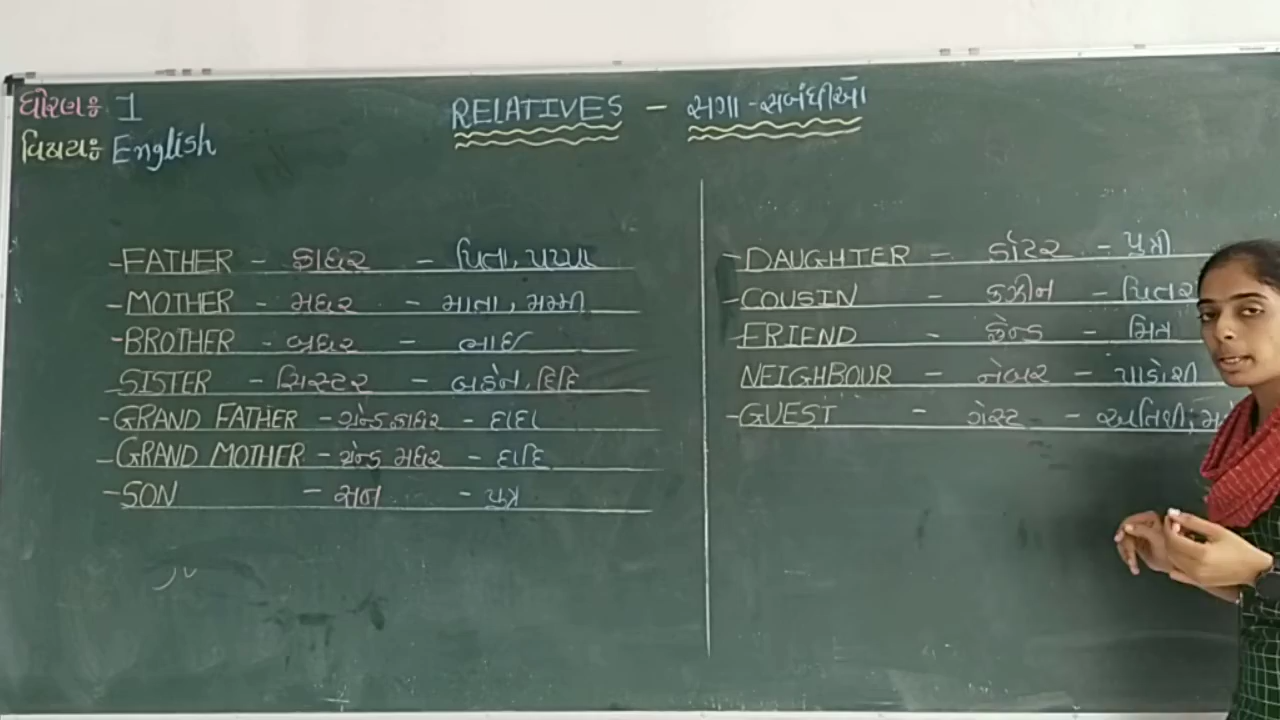 ધોરણઃ 1
વિષયઃ English
RELATIVES - સગા-સબંધીઓ
-FATHER - ફાધર - પિતા, પપ્પા
-MOTHER - મધર - માતા, મમ્મી
-BROTHER - બ્રધર - ભાઈ
SISTER - સિસ્ટર - બહેન, દિદિ
-GRAND FATHER - ગ્રેન્ડ ફાધર - દાદા
-GRAND MOTHER - ગ્રેન્ડ મધર - દાદિ
-SON - સન - પુત્ર
-DAUGHTER - ડૉટર - પુત્રી
-COUSIN - કઝીન - પિતર
-FRIEND - ફ્રેન્ડ - મિત્ર
NEIGHBOUR - નેબર - પાડોશી
-GUEST - ગેસ્ટ - અતિથી,